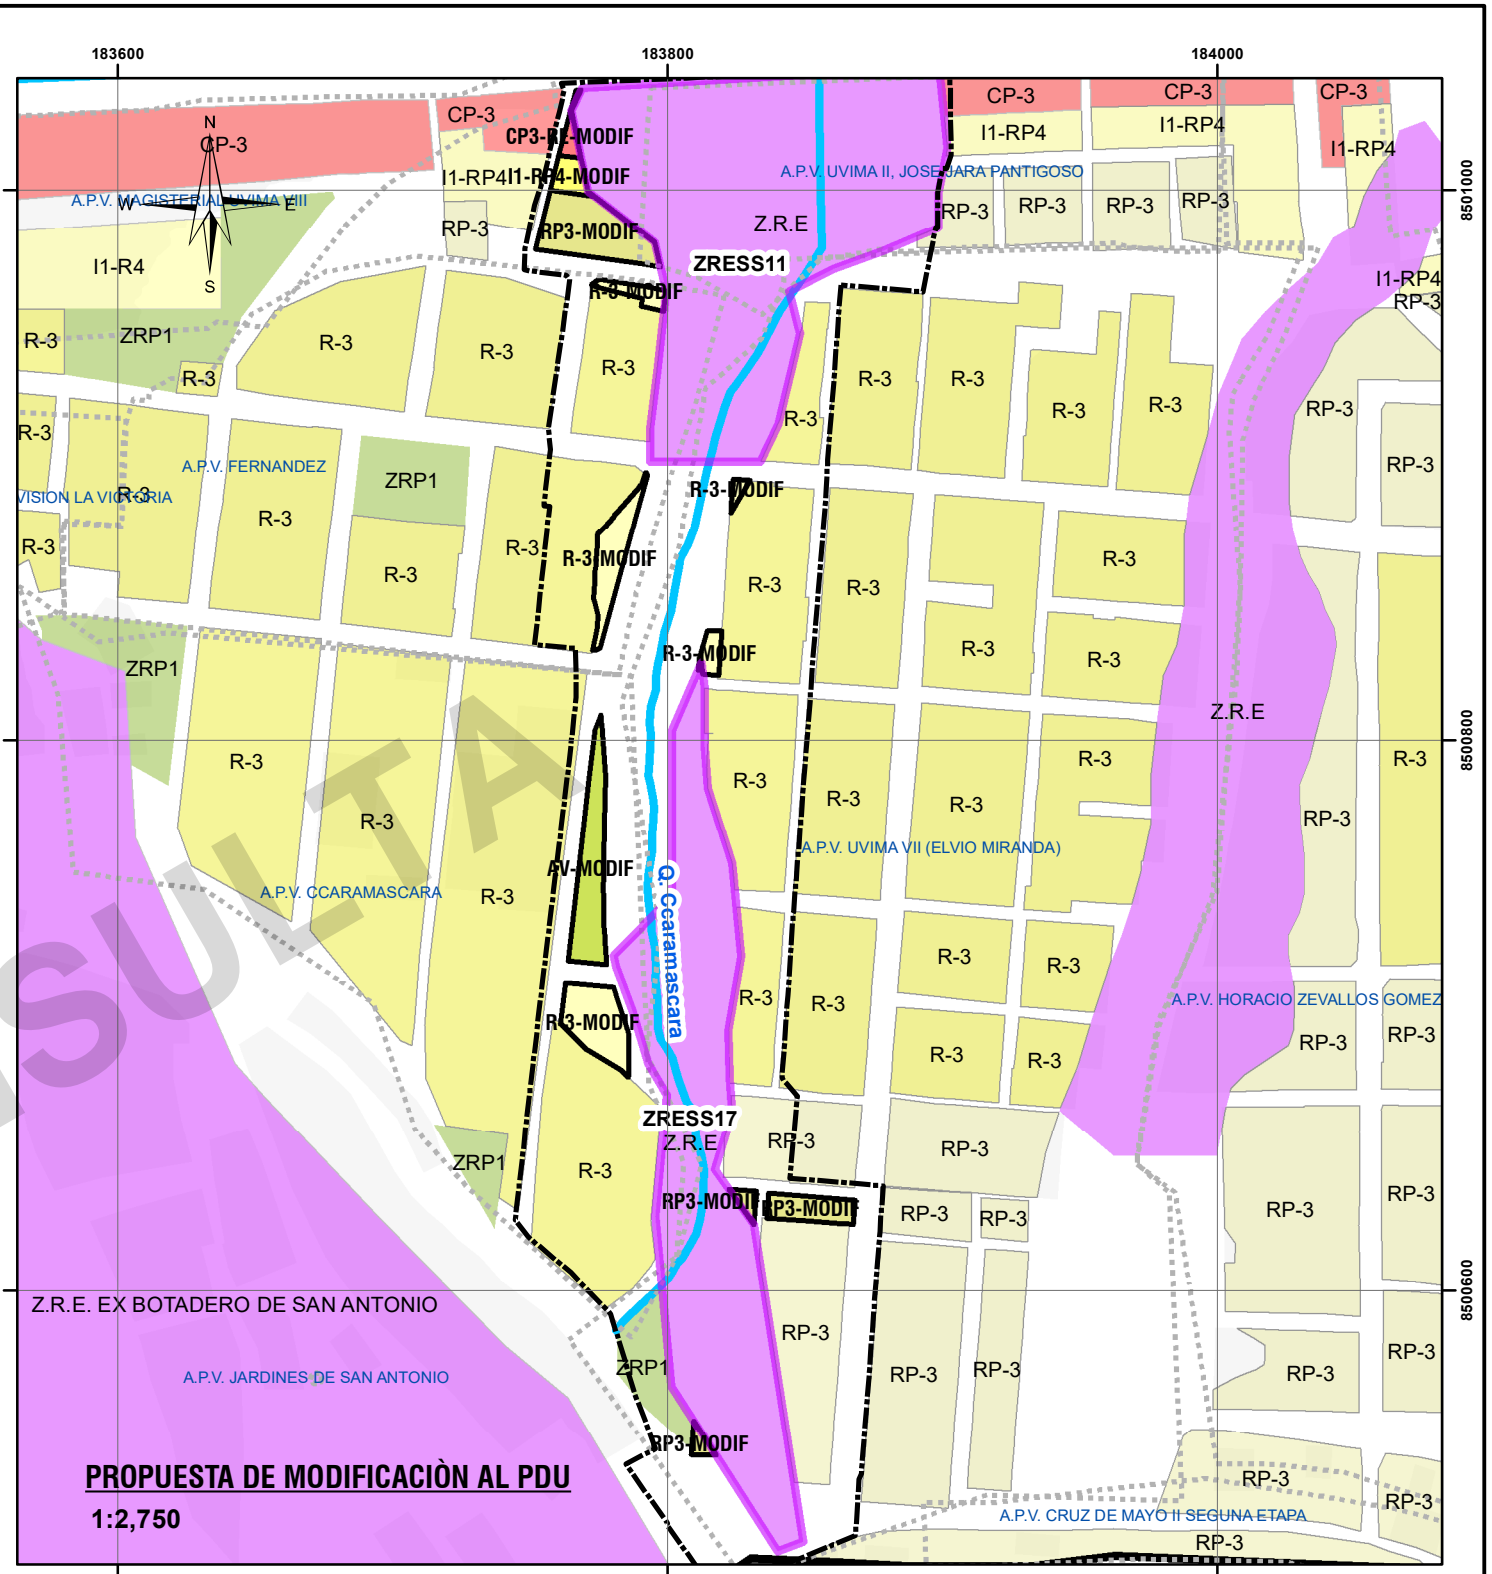 183600
183800
184000
CP-3
CP-3
CP-3
CP-3
CP-3
N
CP3-RE-MODIF
I1-RP4
I1-RP4
I1-RP4
I1-RP4
I1-RP4-MODIF
A.P.V. UVIMA II, JOSE JARA PANTIGOSO
8501000
A.P.V. MAGISTERIAL UVIMA VIII
W
E
RP-3
RP-3
RP-3
RP-3
RP-3
RP3-MODIF
Z.R.E
I1-R4
ZRESS11
S
I1-RP4
RP-3
R-3-MODIF
R-3
ZRP1
R-3
R-3
R-3
R-3
R-3
R-3
R-3
R-3
R-3
R-3
RP-3
R-3
A.P.V. FERNANDEZ
ZRP1
RP-3
VISION LA VICTORIA
R-3
R-3-MODIF
R-3
R-3
R-3
R-3-MODIF
R-3
R-3
R-3
R-3
R-3
R-3-MODIF
R-3
ZRP1
Z.R.E
8500800
R-3
R-3
R-3
R-3
R-3
R-3
R-3
RP-3
A.P.V. UVIMA VII (ELVIO MIRANDA)
AV-MODIF
A.P.V. CCARAMASCARA
R-3
Q. Ccaramascara
R-3
R-3
R-3
R-3
A.P.V. HORACIO ZEVALLOS GOMEZ
R-3-MODIF
RP-3
RP-3
R-3
R-3
ZRESS17
Z.R.E
RP-3
RP-3
ZRP1
R-3
RP3-MODIF
RP3-MODIF
RP-3
RP-3
RP-3
RP-3
8500600
Z.R.E. EX BOTADERO DE SAN ANTONIO
RP-3
RP-3
ZRP1
RP-3
RP-3
RP-3
A.P.V. JARDINES DE SAN ANTONIO
RP3-MODIF
PROPUESTA DE MODIFICACIÒN AL PDU
RP-3
RP-3
1:2,750
A.P.V. CRUZ DE MAYO II SEGUNA ETAPA
RP-3
SULTA